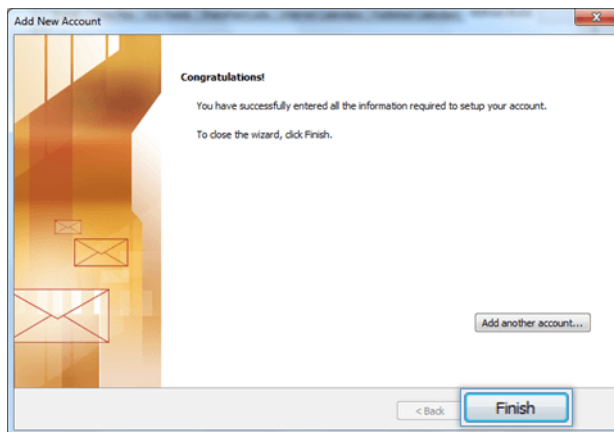 Add New Account
Congratulations!
You have successfully entered all the information required to setup your account.
To close the wizard, click Finish.
Add another account...
< Back
Finish